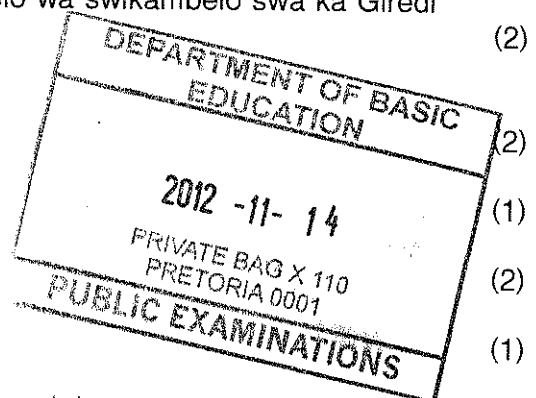 wa swikambelo swa ka Giredi
(2)
DEPARTMENT OF BASIC
EDUCATION
(2)
2012 -11- 14
(1)
PRIVATE BAG X 110
PRETORIA 0001
(2)
PUBLIC EXAMINATIONS
(1)